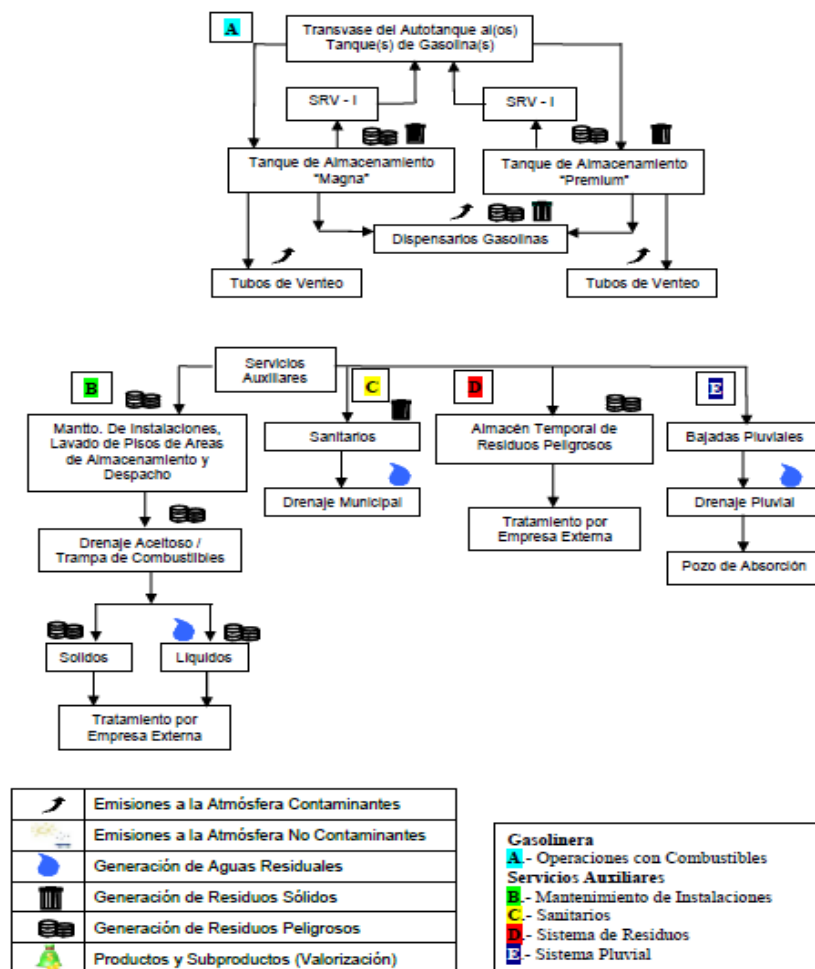 A
Transvase del Autotanque al(os)
Tanque(s) de Gasolina(s)
SRV - I
SRV - I
Tanque de Almacenamiento
“Magna”
Tanque de Almacenamiento
“Premium”
Dispensarios Gasolinas
Tubos de Venteo
Tubos de Venteo
Servicios
Auxiliares
B
C
D
E
Mantto. De Instalaciones,
Lavado de Pisos de Areas
de Almacenamiento y
Despacho
Sanitarios
Almacén Temporal de
Residuos Peligrosos
Bajadas Pluviales
Drenaje Municipal
Drenaje Pluvial
Tratamiento por
Empresa Externa
Drenaje Aceitoso /
Trampa de Combustibles
Pozo de Absorción
Solidos
Liquidos
Tratamiento por
Empresa Externa
Emisiones a la Atmósfera Contaminantes
Emisiones a la Atmósfera No Contaminantes
Generación de Aguas Residuales
Generación de Residuos Sólidos
Generación de Residuos Peligrosos
Productos y Subproductos (Valorización)
Gasolinera
A.- Operaciones con Combustibles
Servicios Auxiliares
B.- Mantenimiento de Instalaciones
C.- Sanitarios
D.- Sistema de Residuos
E.- Sistema Pluvial